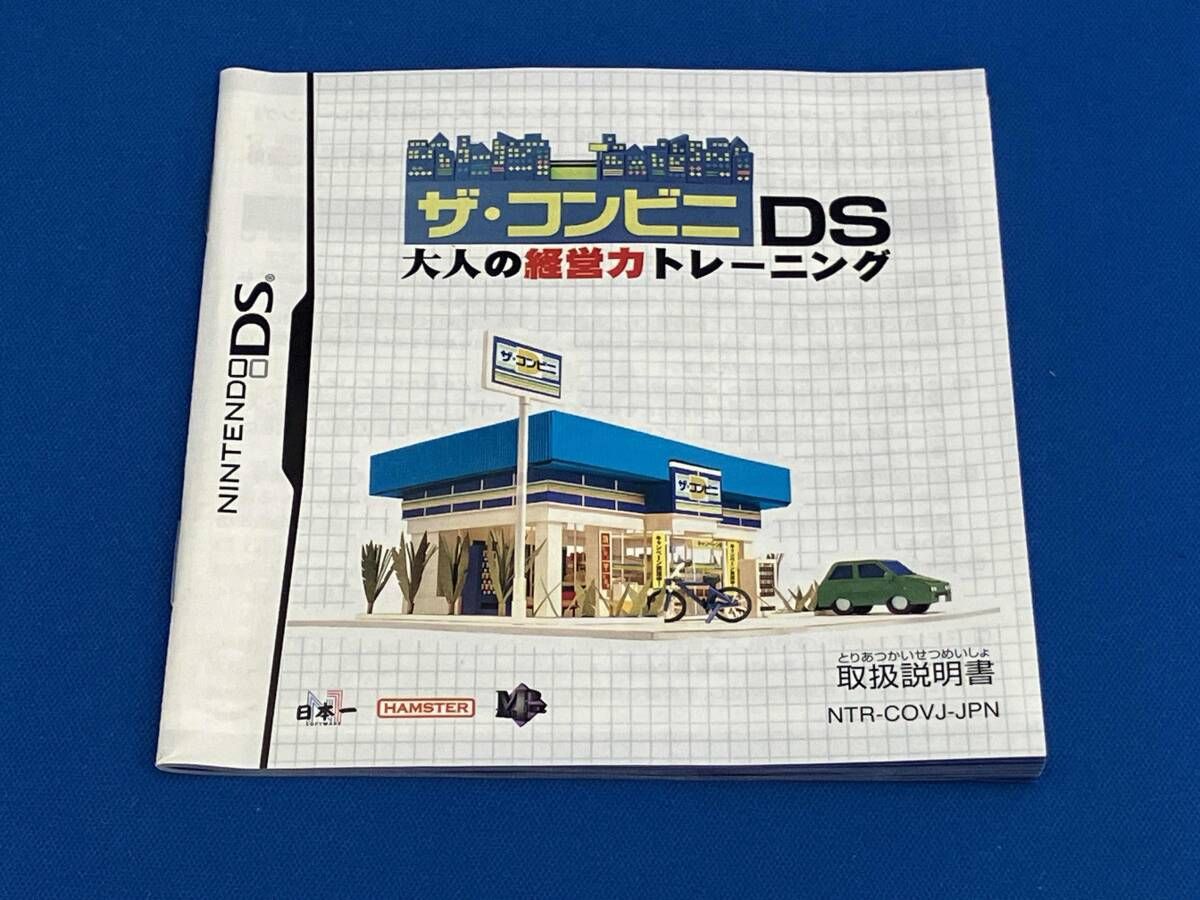 NINTENDO DS®
ザ・コンビニ DS
大人の経営力トレーニング
ザ・コンビニ
ザ・コンビニ
とりあつかいせつめいしょ
取扱説明書
NTR-COVJ-JPN
日本一
SOFTWARE
HAMSTER